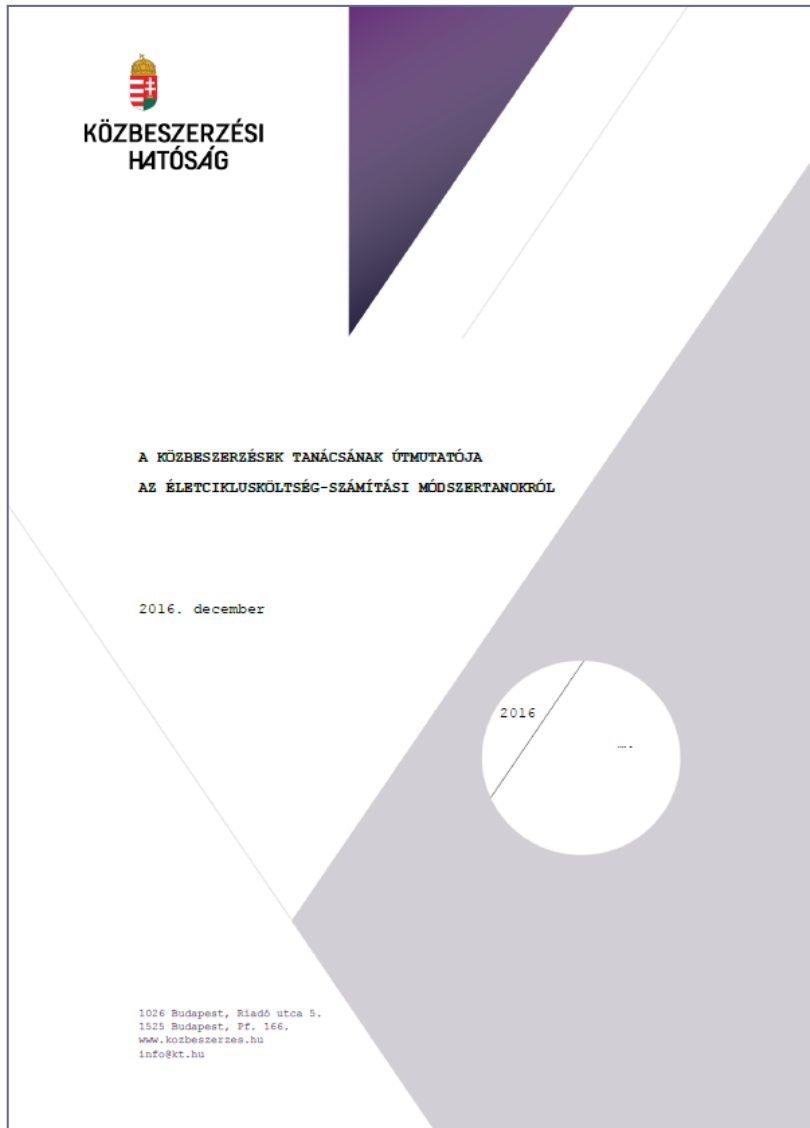 KÖZBESZERZÉSI
HATÓSÁG
A KÖZBESZERZÉSEK TANÁCSÁNAK ÚTMUTATÓJA
AZ ÉLETCIKLUSKÖLTSÉG-SZÁMÍTÁSI MÓDSZERTANOKRÓL
2016. december
2016
….
1026 Budapest, Riadó utca 5.
1525 Budapest, Pf. 166.
www.kozbeszerzes.hu
info@kt.hu